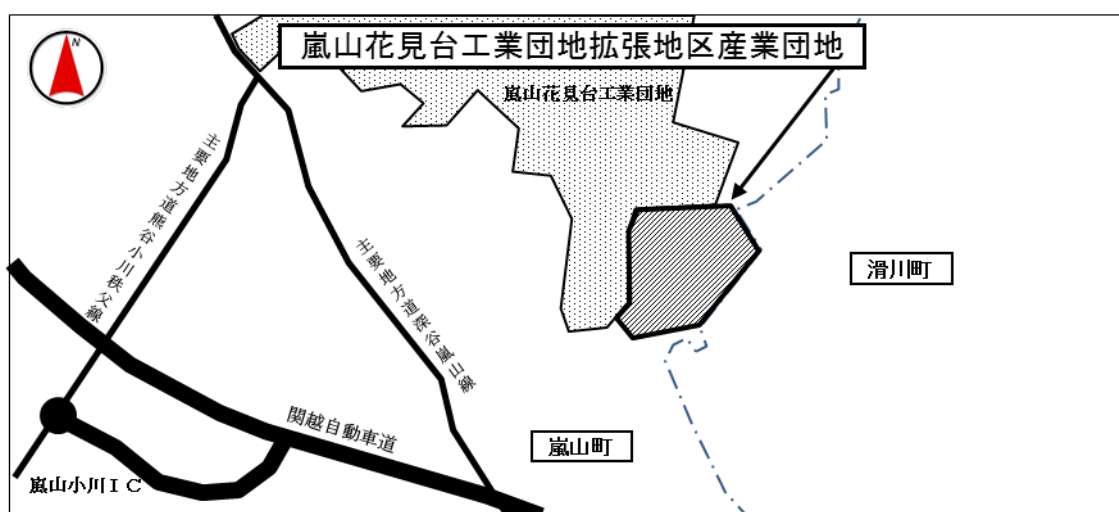 N
嵐山花見台工業団地拡張地区産業団地
嵐山花見台工業団地
主要地方道熊谷小川秩父線
主要地方道深谷嵐山線
滑川町
関越自動車道
嵐山町
嵐山小川ＩＣ